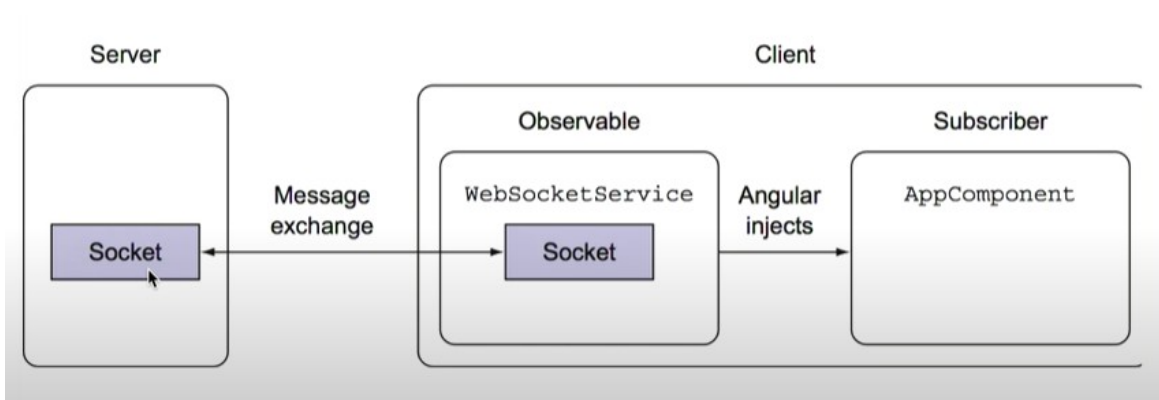 Server
Client
Observable
Subscriber
Message
exchange
WebSocketService
Angular
injects
AppComponent
Socket
Socket